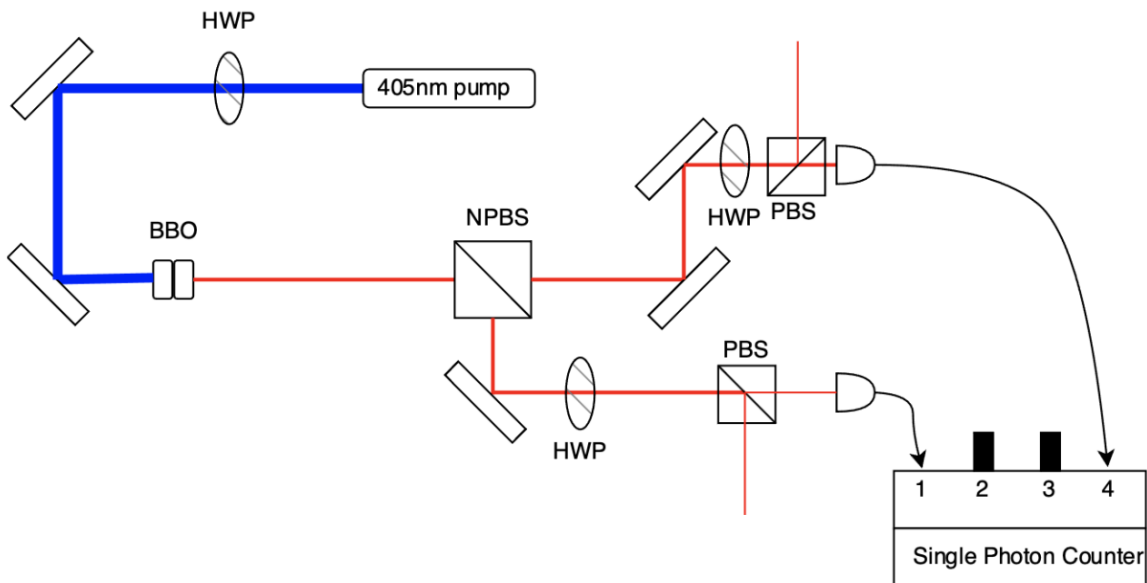 HWP
405nm pump
BBO
NPBS
HWP
PBS
PBS
HWP
1 2 3 4
Single Photon Counter